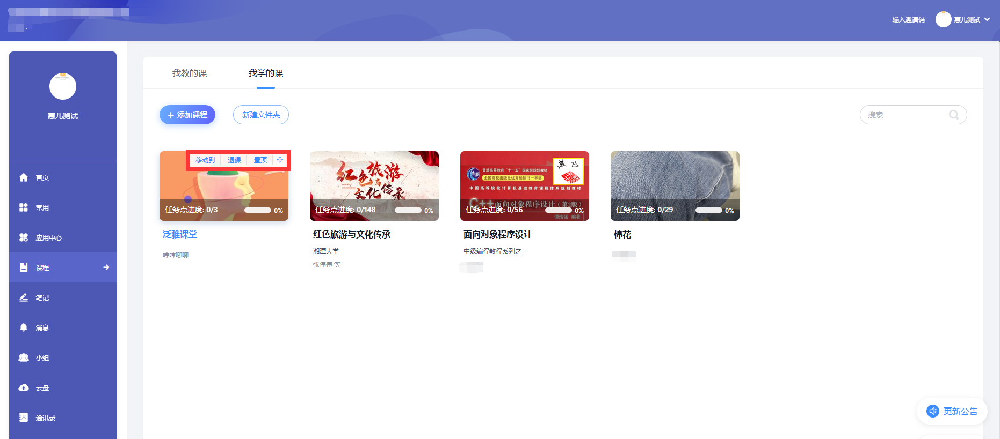 输入邀请码
惠儿测试
惠儿测试
首页
常用
应用中心
课程
笔记
消息
小组
云盘
通讯录
我教的课
我学的课
+ 添加课程
新建文件夹
搜索
移动到 退课 置顶
任务点进度: 0/3 0%
泛雅课堂
哼哼唧唧
红色旅游
与
文化传承
任务点进度: 0/148 0%
红色旅游与文化传承
湘潭大学
张伟伟 等
普通高等教育“十一五”国家级规划教材
全国高校出版社优秀畅销书一等奖
中国高等院校计算机基础教育课程体系规划教材
C++面向对象程序设计（第2版）
谭浩强 编著
任务点进度: 0/56 0%
面向对象程序设计
中级编程教程系列之一
任务点进度: 0/29 0%
棉花
更新公告